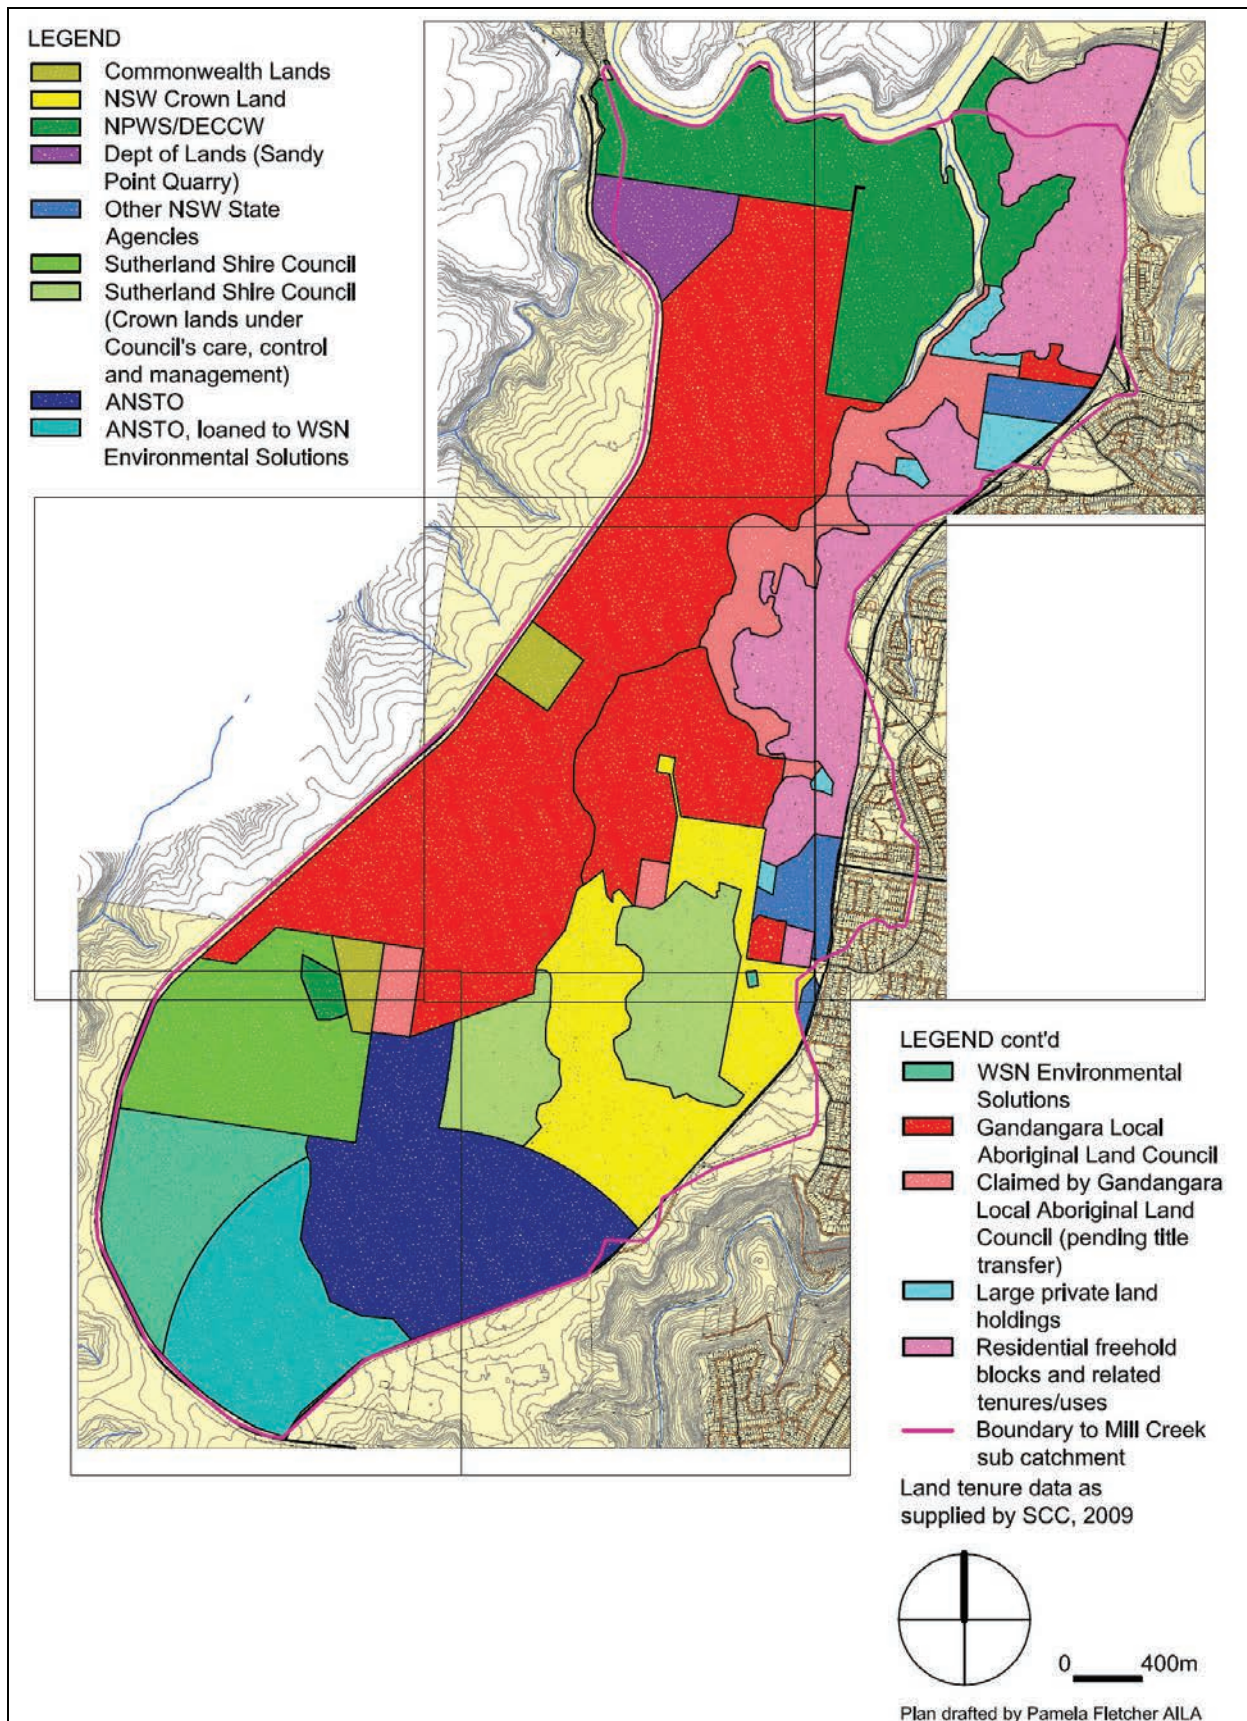 LEGEND
Commonwealth Lands
NSW Crown Land
NPWS/DECCW
Dept of Lands (Sandy
Point Quarry)
Other NSW State
Agencies
Sutherland Shire Council
Sutherland Shire Council
(Crown lands under
Council's care, control
and management)
ANSTO
ANSTO, loaned to WSN
Environmental Solutions
LEGEND cont'd
WSN Environmental
Solutions
Gandangara Local
Aboriginal Land Council
Claimed by Gandangara
Local Aboriginal Land
Council (pending title
transfer)
Large private land
holdings
Residential freehold
blocks and related
tenures/uses
Boundary to Mill Creek
sub catchment
Land tenure data as
supplied by SCC, 2009
0 400m
Plan drafted by Pamela Fletcher AILA